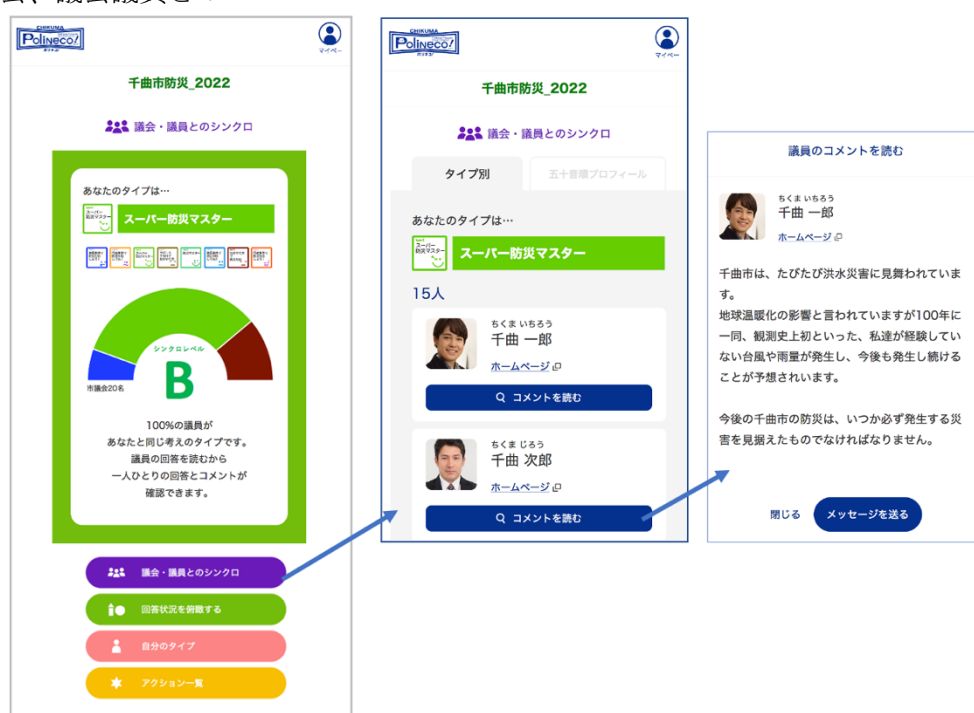 CHIKUMA
Polineco!
マイペー
千曲市防災_2022
議会・議員とのシンクロ
あなたのタイプは…
スーパー防災マスター
シンクロレベル
B
市議会20名
100%の議員が
あなたと同じ考えのタイプです。
議員の回答を読むから
一人ひとりの回答とコメントが
確認できます。
議会・議員とのシンクロ
回答状況を俯瞰する
自分のタイプ
アクション一覧
CHIKUMA
Polineco!
マイペー
千曲市防災_2022
議会・議員とのシンクロ
タイプ別
五十音順プロフィール
あなたのタイプは…
スーパー防災マスター
スーパー防災マスター
15人
ちくま いちろう
千曲 一郎
ホームページ
コメントを読む
ちくま じろう
千曲 次郎
ホームページ
コメントを読む
議員のコメントを読む
ちくま いちろう
千曲 一郎
ホームページ
千曲市は、たびたび洪水災害に見舞われていま
す。
地球温暖化の影響と言われていますが100年に
一同、観測史上初といった、私達が経験してい
ない台風や雨量が発生し、今後も発生し続ける
ことが予想されいます。
今後の千曲市の防災は、いつか必ず発生する災
害を見据えたものでなければなりません。
閉じる
メッセージを送る